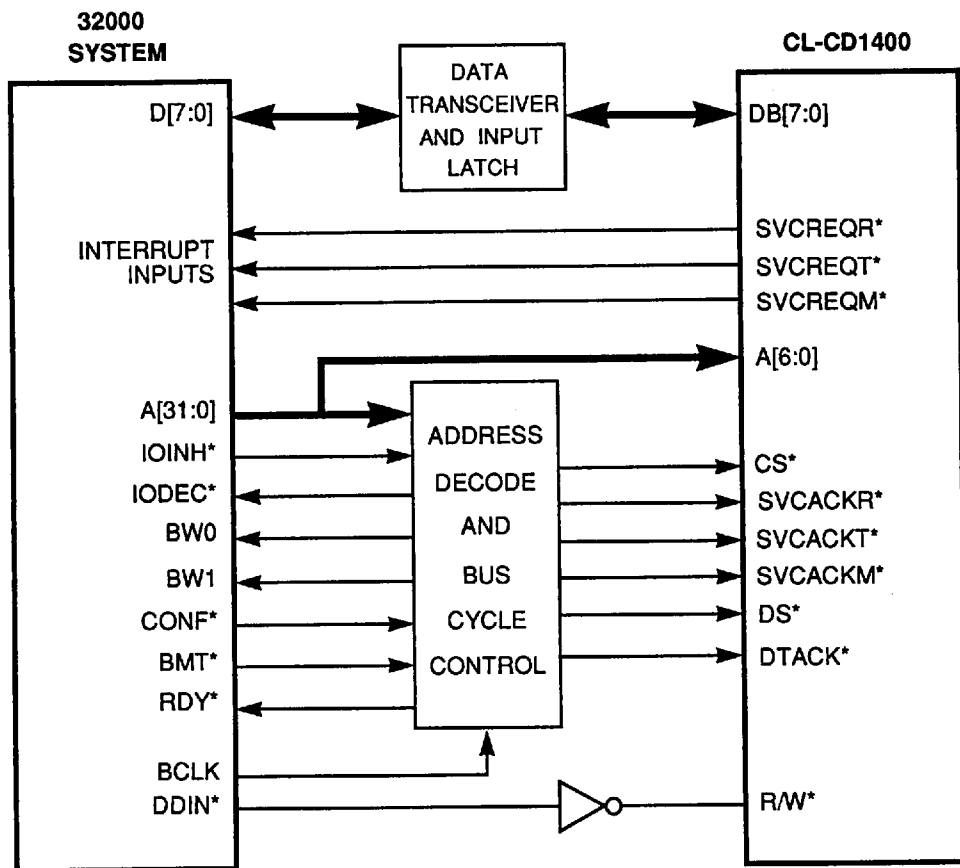 32000
SYSTEM
CL-CD1400
DATA
TRANSCEIVER
AND INPUT
LATCH
D[7:0]
DB[7:0]
INTERRUPT
INPUTS
SVCREQR*
SVCREQT*
SVCREQM*
A[6:0]
A[31:0]
IOINH*
IODEC*
BW0
BW1
CONF*
BMT*
RDY*
BCLK
DDIN*
ADDRESS
DECODE
AND
BUS
CYCLE
CONTROL
CS*
SVCACKR*
SVCACKT*
SVCACKM*
DS*
DTACK*
R/W*